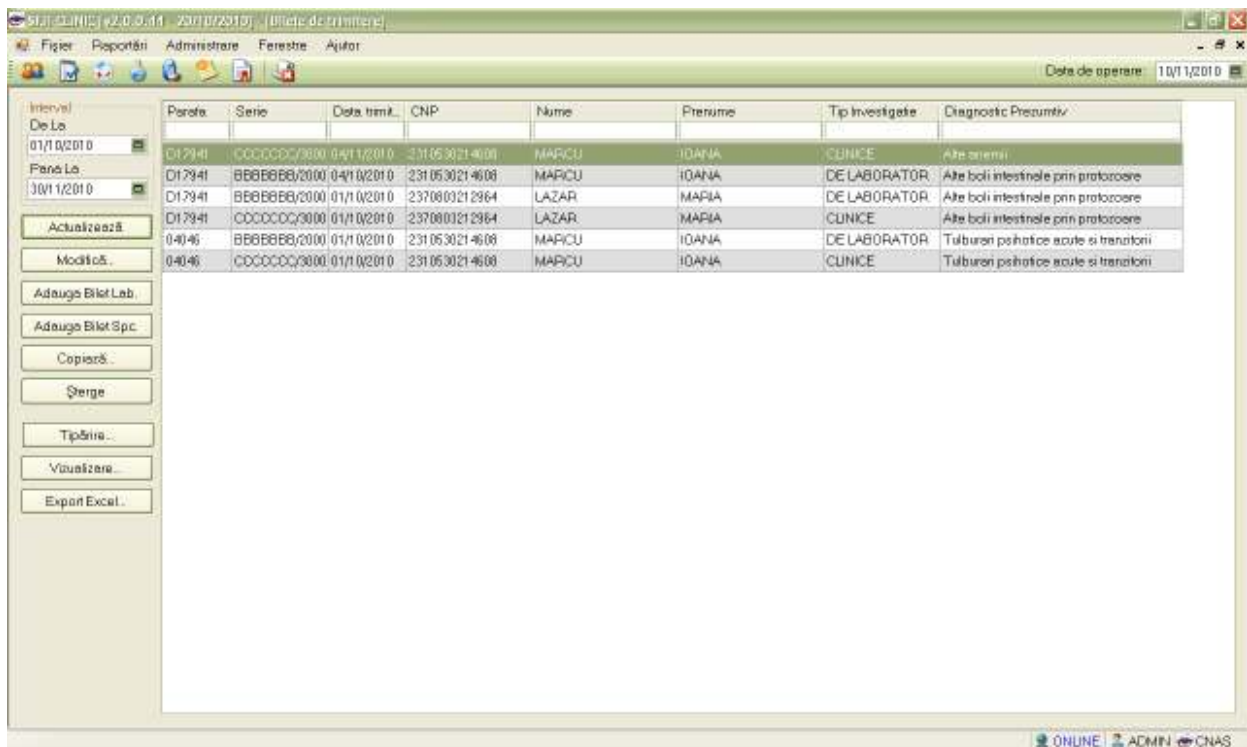 SIUI CLINIC [v2.0.0.44 - 20/10/2010] - [Bilete de trimitere]
Fișier Raportări Administrare Ferestre Ajutor
Data de operare: 10/11/2010
Interval
De La
01/10/2010
Până La
30/11/2010
Actualizează
Modifică..
Adauga Bilet Lab.
Adauga Bilet Spc.
Copiază..
Șterge
Tipărire..
Vizualizare..
Export Excel..
Parafa Serie Data trimit.. CNP Nume Prenume Tip Investigatie Diagnostic Prezumtiv
D17941 CCCCCCC/3000 04/11/2010 2310530214608 MARCU IOANA CLINICE Alte anemii
D17941 BBBBBBB/2000 04/10/2010 2310530214608 MARCU IOANA DE LABORATOR Alte boli intestinale prin protozoare
D17941 BBBBBBB/2000 01/10/2010 2370803212964 LAZAR MARIA DE LABORATOR Alte boli intestinale prin protozoare
D17941 CCCCCCC/3000 01/10/2010 2370803212964 LAZAR MARIA CLINICE Alte boli intestinale prin protozoare
04046 BBBBBBB/2000 01/10/2010 2310530214608 MARCU IOANA DE LABORATOR Tulburari psihotice acute si tranzitorii
04046 CCCCCCC/3000 01/10/2010 2310530214608 MARCU IOANA CLINICE Tulburari psihotice acute si tranzitorii
ONLINE ADMIN CNAS